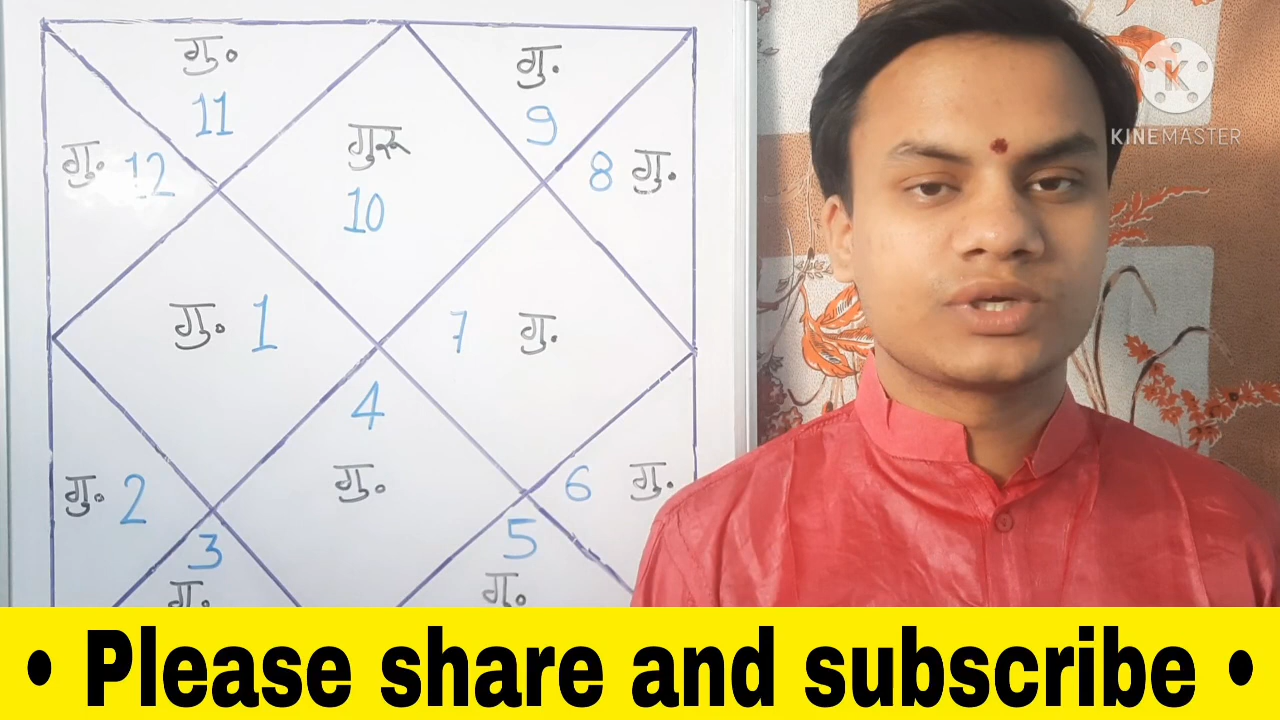 गु.
11
गु.
9
गु. 12
गुरू
10
8 गु.
K
KINEMASTER
गु. 1
7 गु.
4
गु.
गु. 2
3
गु.
6 गु.
5
गु.
• Please share and subscribe •